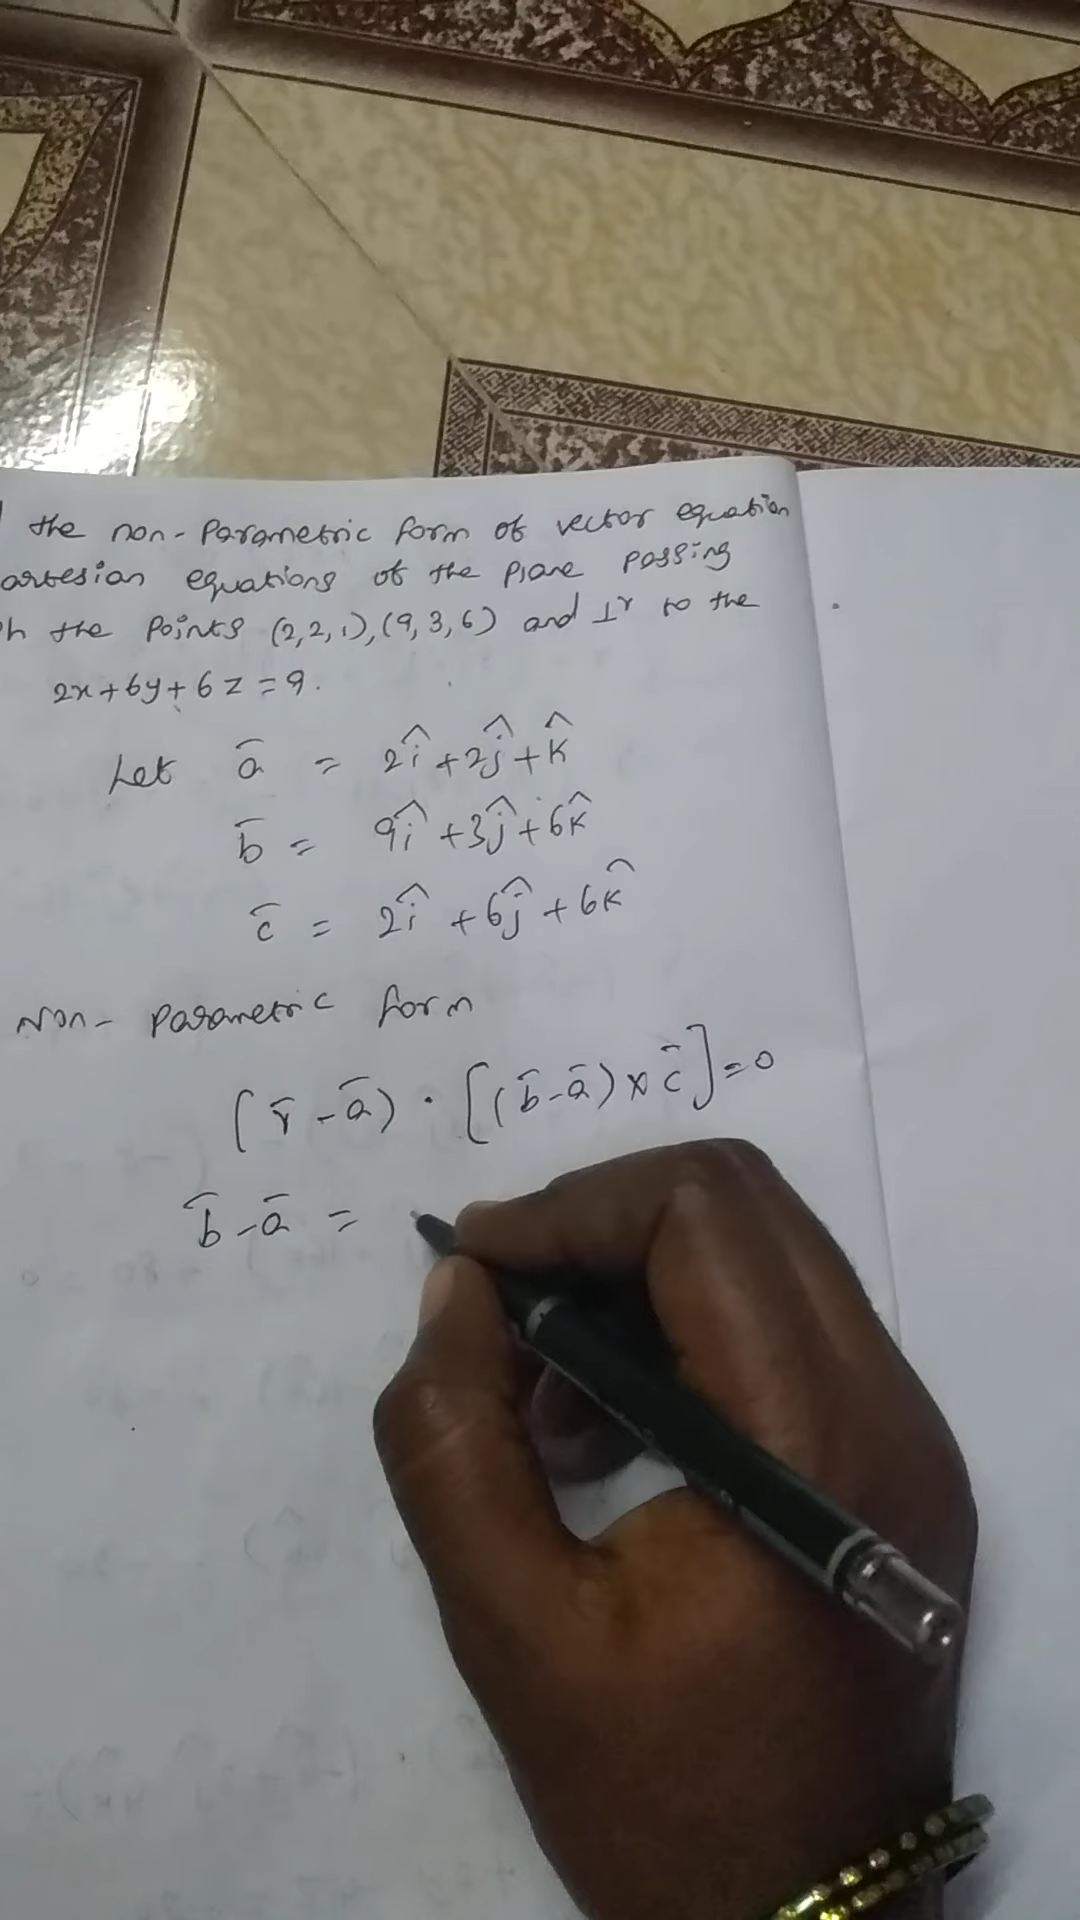 the non-parametric form of vector equation
artesian equations of the plane passing
h the points (2,2,1), (9,3,6) and ⊥r to the
2x+6y+6z=9.
Let a̅ = 2î+2ĵ+k̂
b̅ = 9î+3ĵ+6k̂
c̅ = 2î+6ĵ+6k̂
Non-parametric form
(r̅-a̅)·[(b̅-a̅)×c̅]=0
b̅-a̅ =